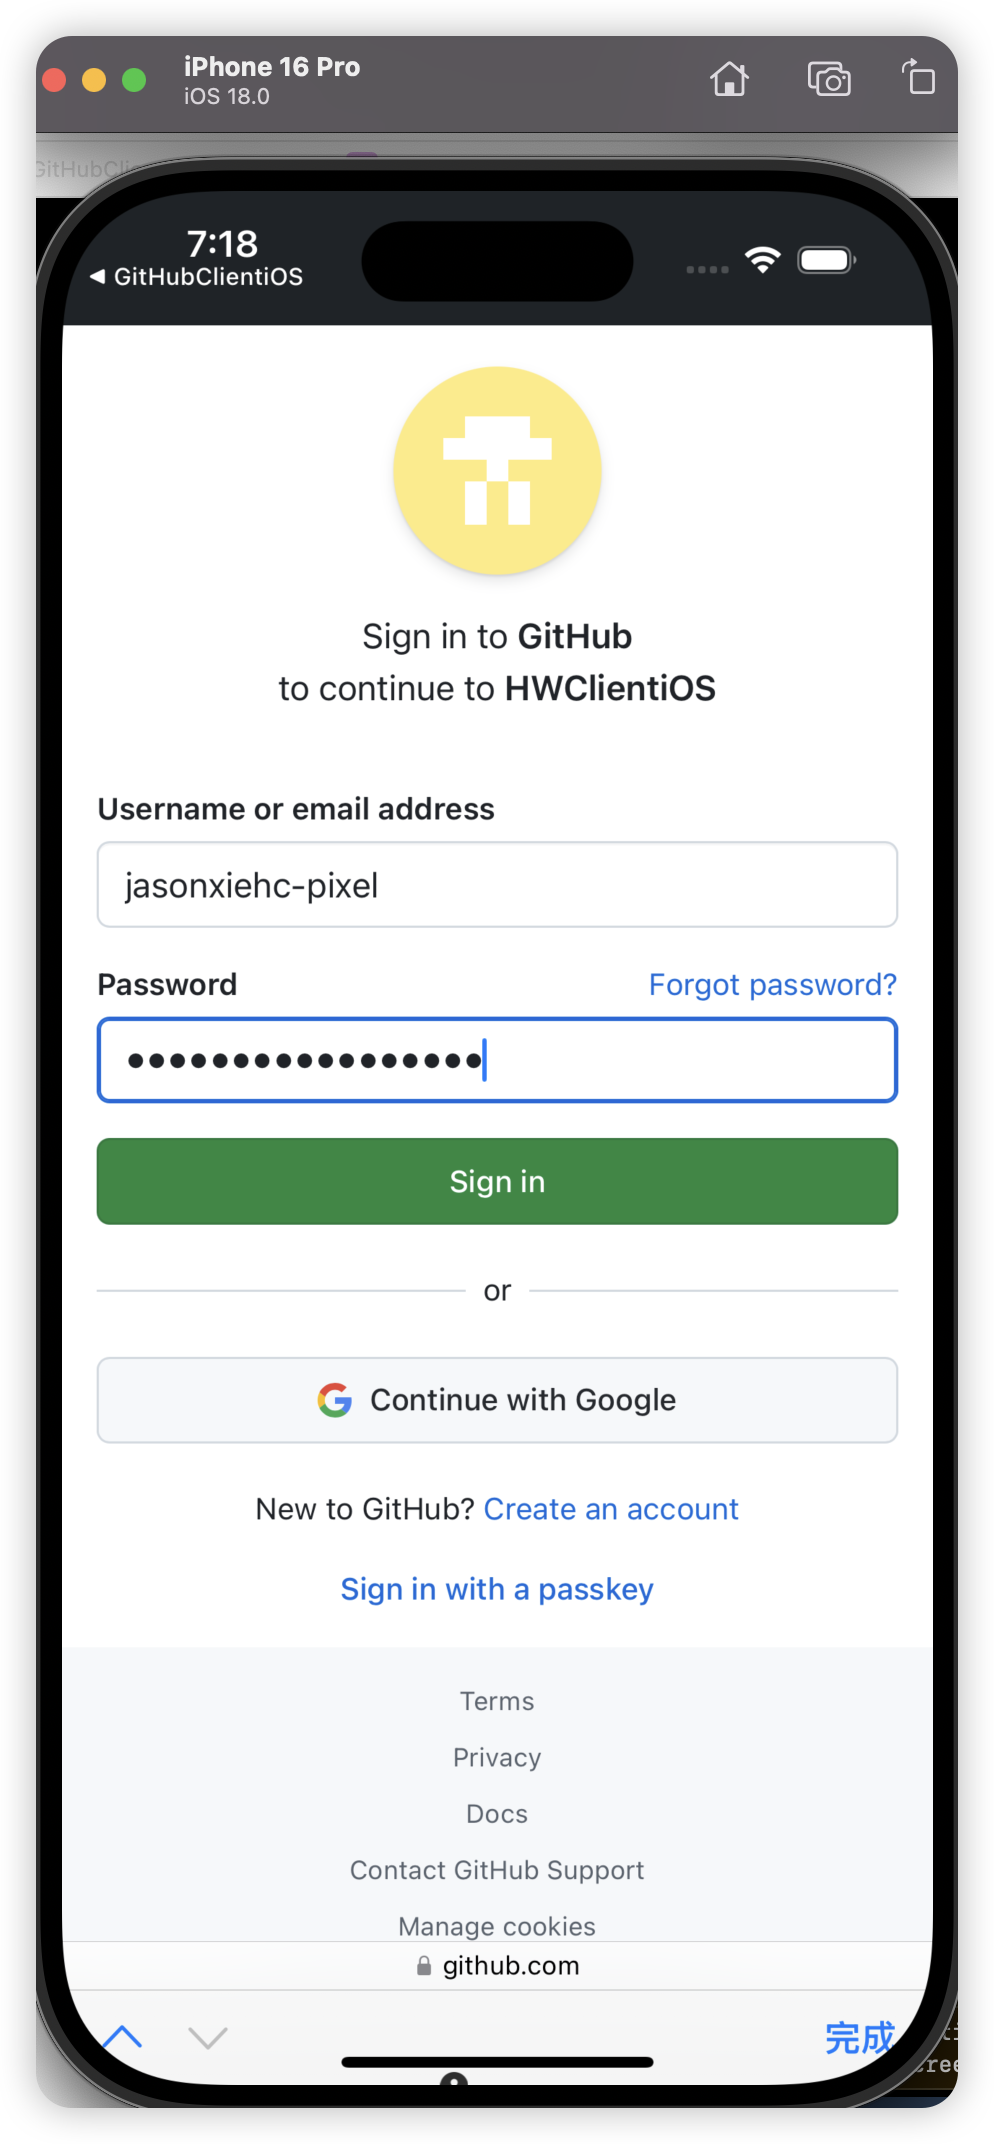 iPhone 16 Pro
iOS 18.0
7:18
GitHubClientiOS
Sign in to GitHub
to continue to HWClientiOS
Username or email address
jasonxiehc-pixel
Password
Forgot password?
Sign in
or
Continue with Google
New to GitHub? Create an account
Sign in with a passkey
Terms
Privacy
Docs
Contact GitHub Support
Manage cookies
github.com
完成